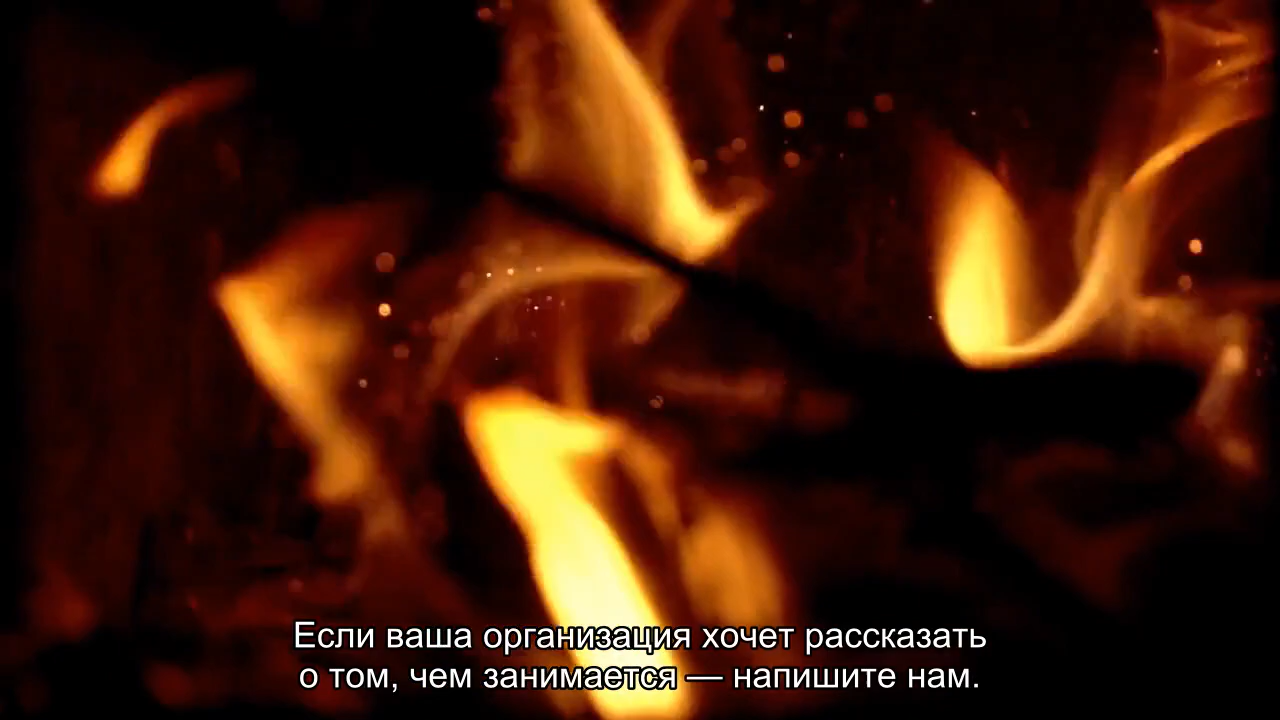 Если ваша организация хочет рассказать
о том, чем занимается — напишите нам.